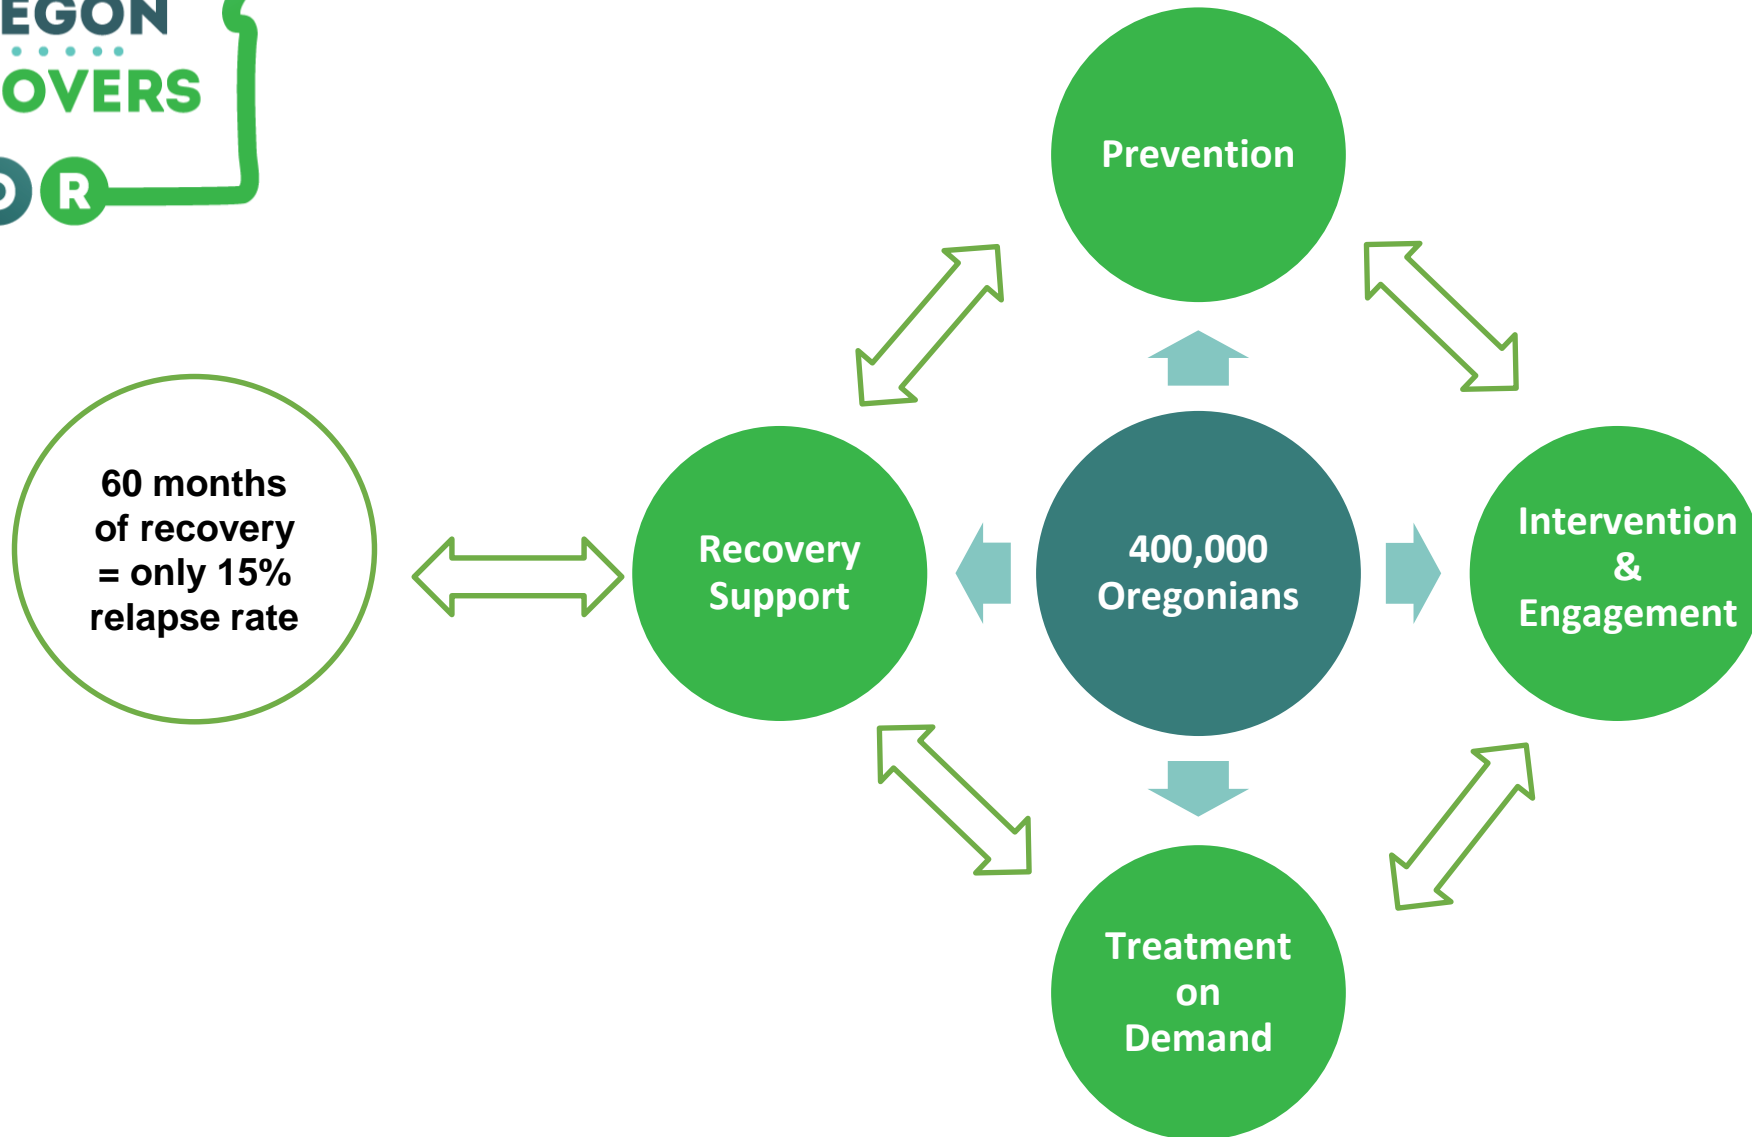 EGON
OVERS
R
Prevention
60 months
of recovery
= only 15%
relapse rate
Recovery
Support
400,000
Oregonians
Intervention
&
Engagement
Treatment
on
Demand